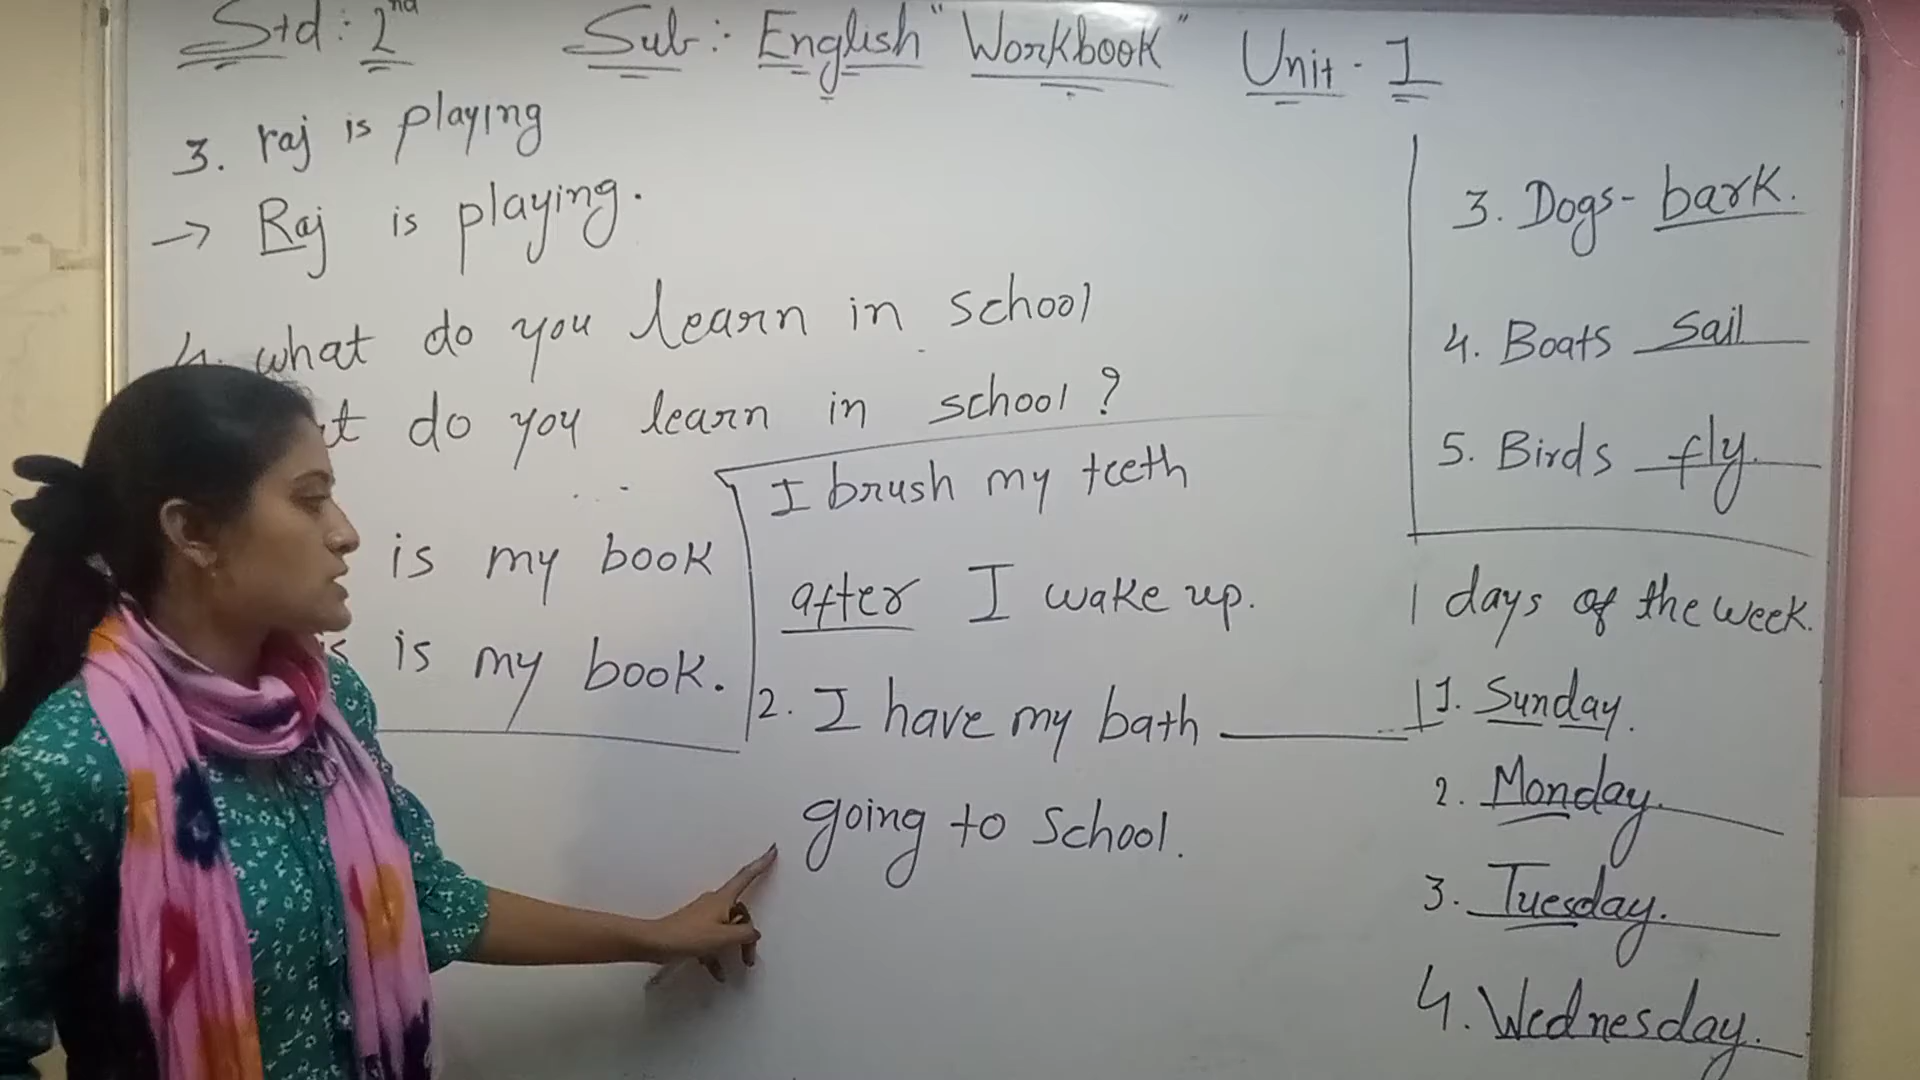 Std : 2nd Sub : English "Workbook" Unit - 1
3. raj is playing
→ Raj is playing.
4. what do you learn in school
do you learn in school ?
is my book
is my book.
I brush my teeth
after I wake up.
2. I have my bath ______
going to school.
3. Dogs - bark.
4. Boats sail
5. Birds fly.
days of the week.
1. Sunday.
2. Monday.
3. Tuesday.
4. Wednesday.